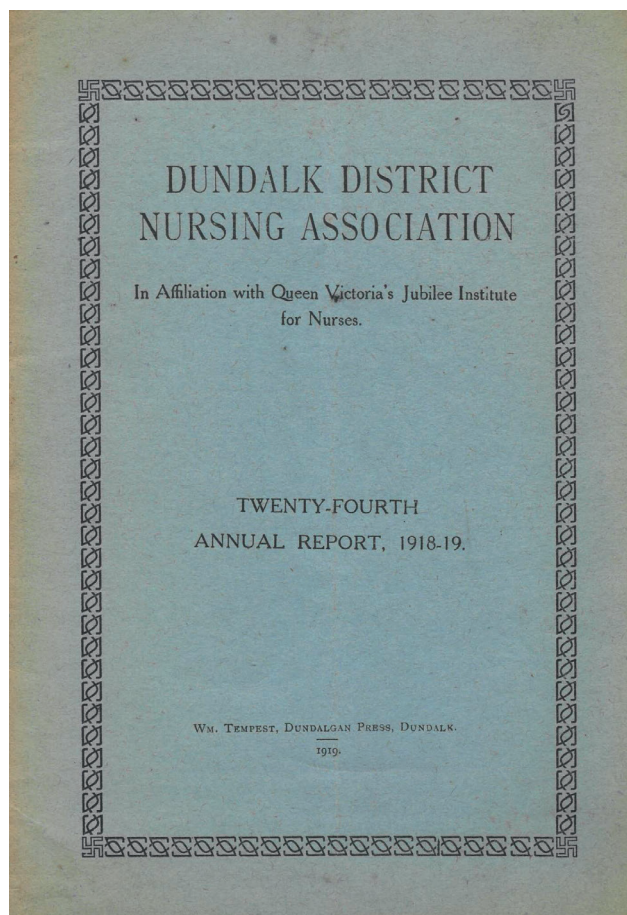 DUNDALK DISTRICT
NURSING ASSOCIATION
In Affiliation with Queen Victoria's Jubilee Institute
for Nurses.
TWENTY-FOURTH
ANNUAL REPORT, 1918-19.
WM. TEMPEST, DUNDALGAN PRESS, DUNDALK.
1919.